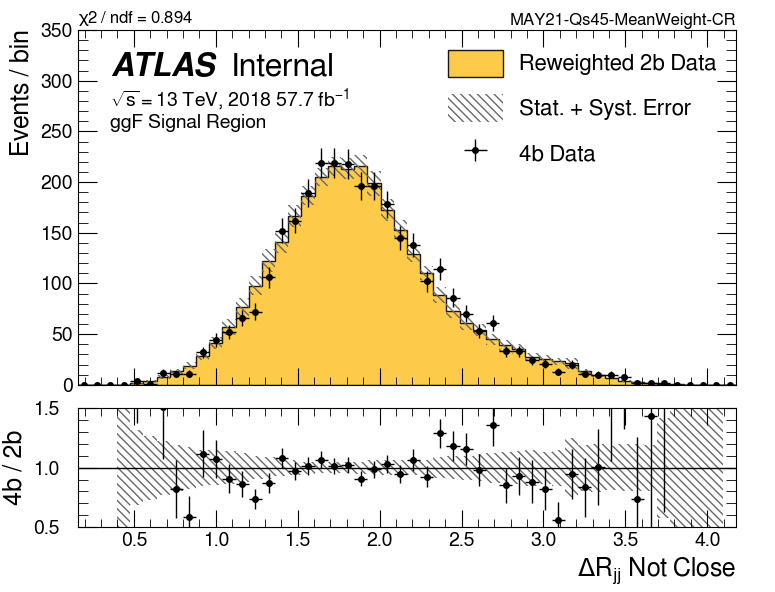 χ2 / ndf = 0.894
MAY21-Qs45-MeanWeight-CR
Events / bin
350
300
250
200
150
100
50
0
ATLAS Internal
√s = 13 TeV, 2018 57.7 fb⁻¹
ggF Signal Region
Reweighted 2b Data
Stat. + Syst. Error
4b Data
4b / 2b
1.5
1.0
0.5
0.5 1.0 1.5 2.0 2.5 3.0 3.5 4.0
ΔRjj Not Close